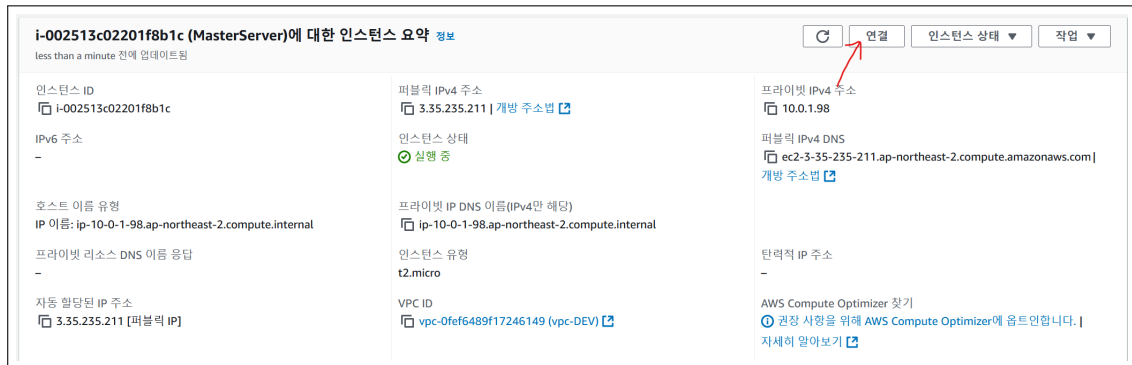 i-002513c02201f8b1c (MasterServer)에 대한 인스턴스 요약 정보
less than a minute 전에 업데이트됨
연결
인스턴스 상태 ▼
작업 ▼
인스턴스 ID
i-002513c02201f8b1c
퍼블릭 IPv4 주소
3.35.235.211 | 개방 주소법
프라이빗 IPv4 주소
10.0.1.98
IPv6 주소
–
인스턴스 상태
실행 중
퍼블릭 IPv4 DNS
ec2-3-35-235-211.ap-northeast-2.compute.amazonaws.com |
개방 주소법
호스트 이름 유형
IP 이름: ip-10-0-1-98.ap-northeast-2.compute.internal
프라이빗 IP DNS 이름(IPv4만 해당)
ip-10-0-1-98.ap-northeast-2.compute.internal
프라이빗 리소스 DNS 이름 응답
–
인스턴스 유형
t2.micro
탄력적 IP 주소
–
자동 할당된 IP 주소
3.35.235.211 [퍼블릭 IP]
VPC ID
vpc-0fef6489f17246149 (vpc-DEV)
AWS Compute Optimizer 찾기
권장 사항을 위해 AWS Compute Optimizer에 옵트인합니다. |
자세히 알아보기